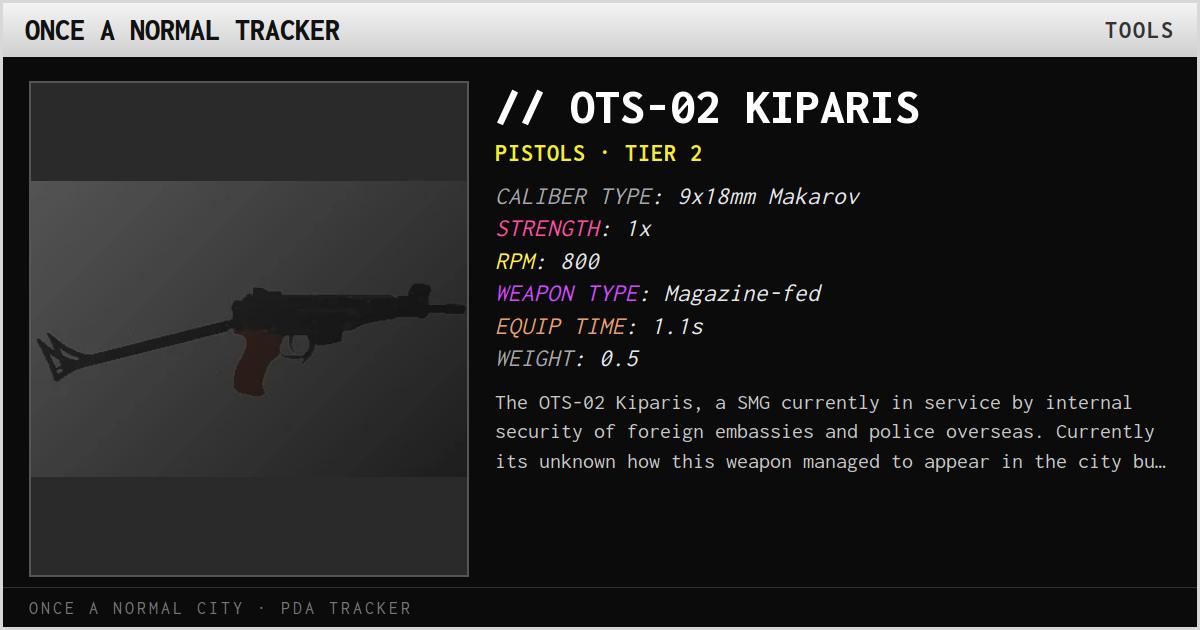 ONCE A NORMAL TRACKER
TOOLS
// OTS-02 KIPARIS
PISTOLS · TIER 2
CALIBER TYPE: 9x18mm Makarov
STRENGTH: 1x
RPM: 800
WEAPON TYPE: Magazine-fed
EQUIP TIME: 1.1s
WEIGHT: 0.5
The OTS-02 Kiparis, a SMG currently in service by internal
security of foreign embassies and police overseas. Currently
its unknown how this weapon managed to appear in the city bu…
ONCE A NORMAL CITY · PDA TRACKER